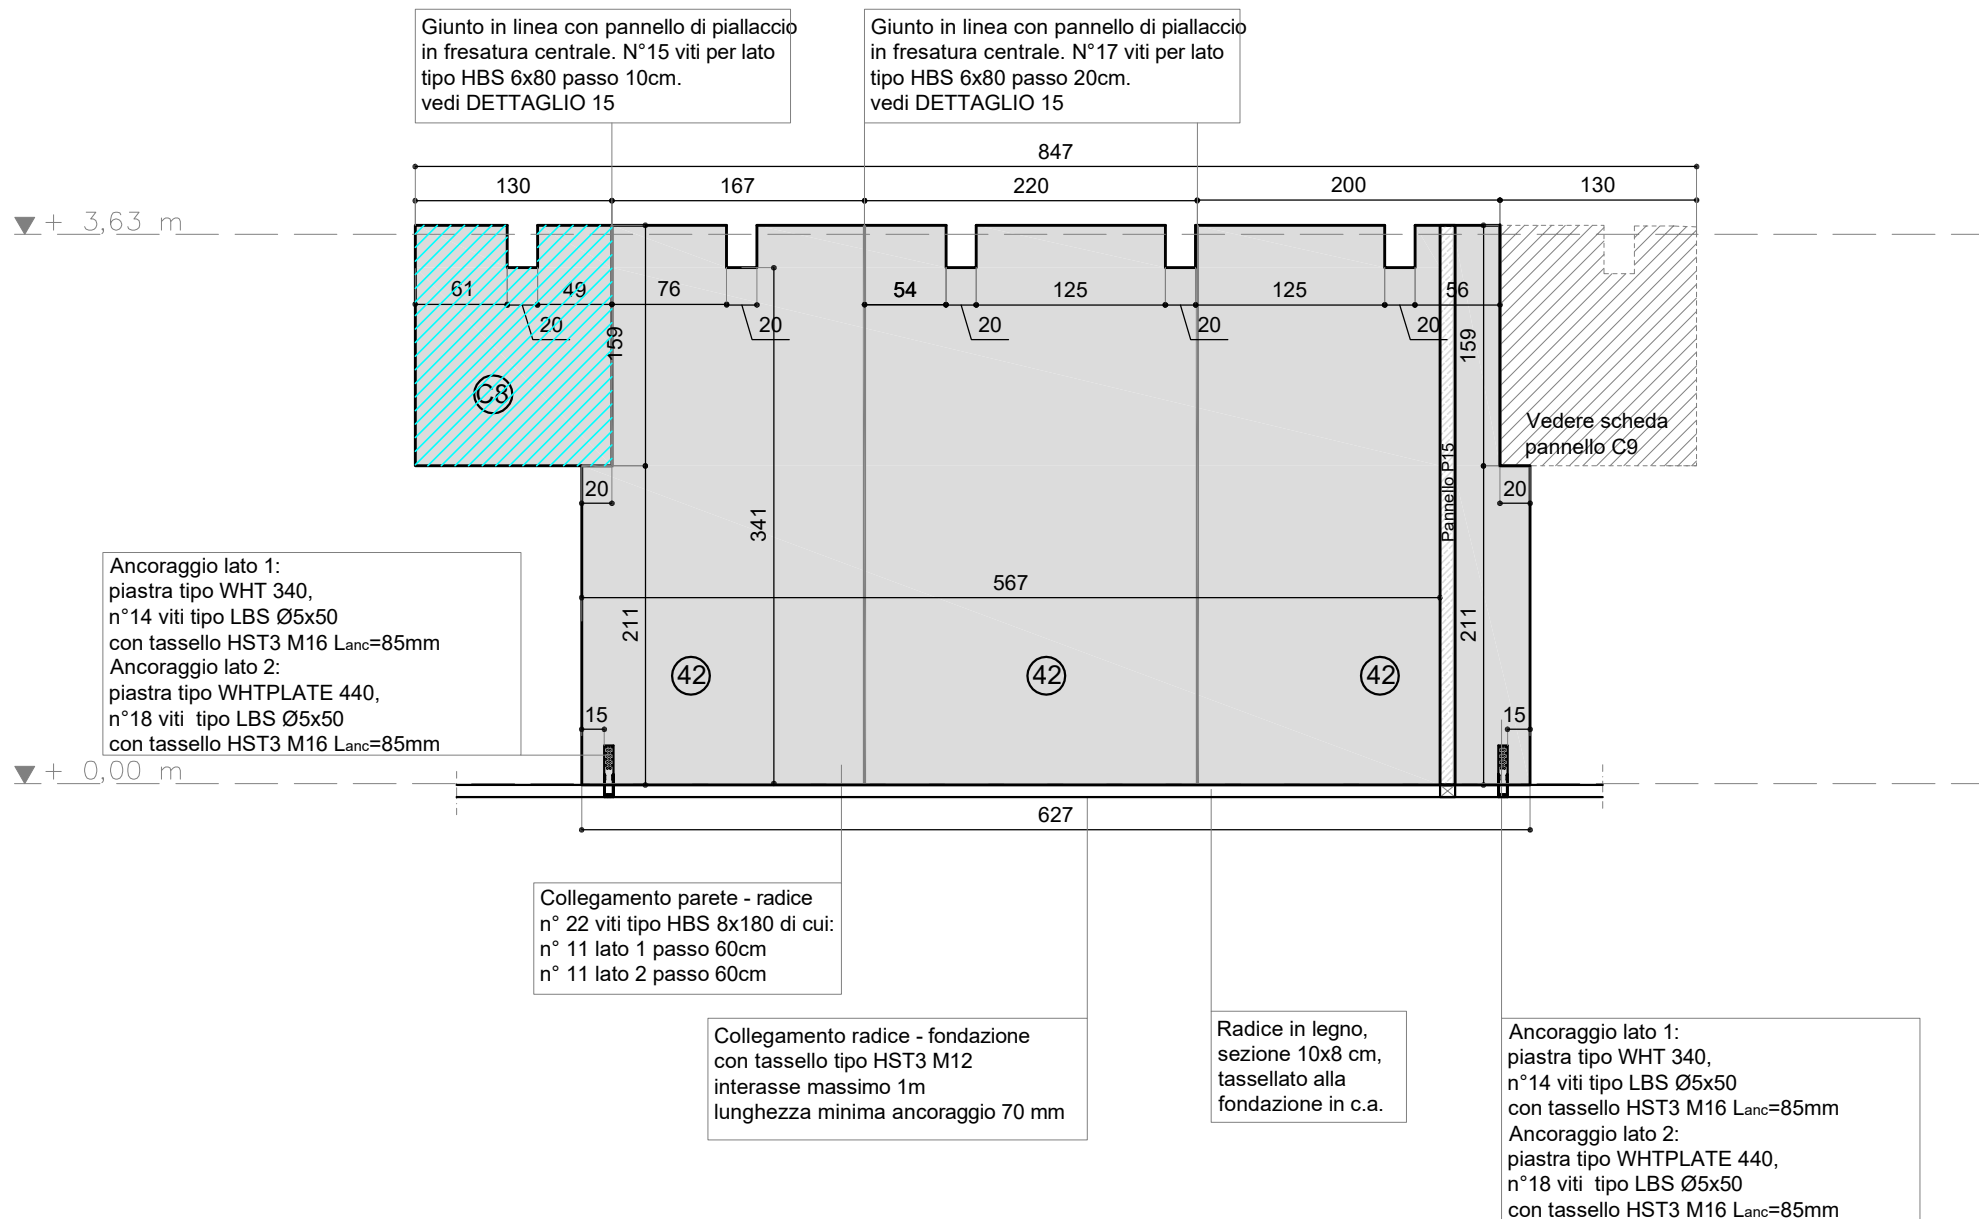 Giunto in linea con pannello di piallaccio
in fresatura centrale. N°15 viti per lato
tipo HBS 6x80 passo 10cm.
vedi DETTAGLIO 15
Giunto in linea con pannello di piallaccio
in fresatura centrale. N°17 viti per lato
tipo HBS 6x80 passo 20cm.
vedi DETTAGLIO 15
847
130
167
220
200
130
+ 3,63 m
61
49
76
54
125
125
56
20
20
20
20
20
159
159
C8
Vedere scheda
pannello C9
Pannello P15
20
20
341
567
211
211
42
42
42
15
15
Ancoraggio lato 1:
piastra tipo WHT 340,
n°14 viti tipo LBS Ø5x50
con tassello HST3 M16 Lanc=85mm
Ancoraggio lato 2:
piastra tipo WHTPLATE 440,
n°18 viti  tipo LBS Ø5x50
con tassello HST3 M16 Lanc=85mm
+ 0,00 m
627
Collegamento parete - radice
n° 22 viti tipo HBS 8x180 di cui:
n° 11 lato 1 passo 60cm
n° 11 lato 2 passo 60cm
Collegamento radice - fondazione
con tassello tipo HST3 M12
interasse massimo 1m
lunghezza minima ancoraggio 70 mm
Radice in legno,
sezione 10x8 cm,
tassellato alla
fondazione in c.a.
Ancoraggio lato 1:
piastra tipo WHT 340,
n°14 viti tipo LBS Ø5x50
con tassello HST3 M16 Lanc=85mm
Ancoraggio lato 2:
piastra tipo WHTPLATE 440,
n°18 viti  tipo LBS Ø5x50
con tassello HST3 M16 Lanc=85mm